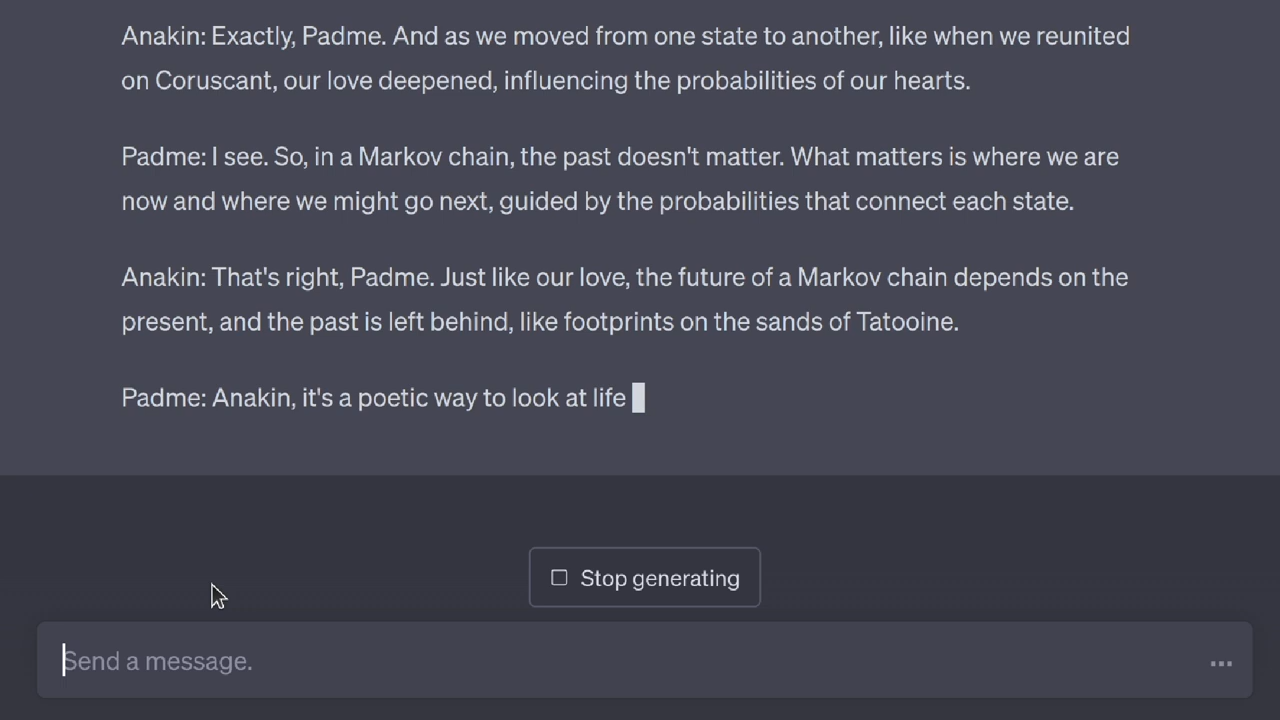 Anakin: Exactly, Padme. And as we moved from one state to another, like when we reunited
on Coruscant, our love deepened, influencing the probabilities of our hearts.
Padme: I see. So, in a Markov chain, the past doesn't matter. What matters is where we are
now and where we might go next, guided by the probabilities that connect each state.
Anakin: That's right, Padme. Just like our love, the future of a Markov chain depends on the
present, and the past is left behind, like footprints on the sands of Tatooine.
Padme: Anakin, it's a poetic way to look at life
Stop generating
Send a message.